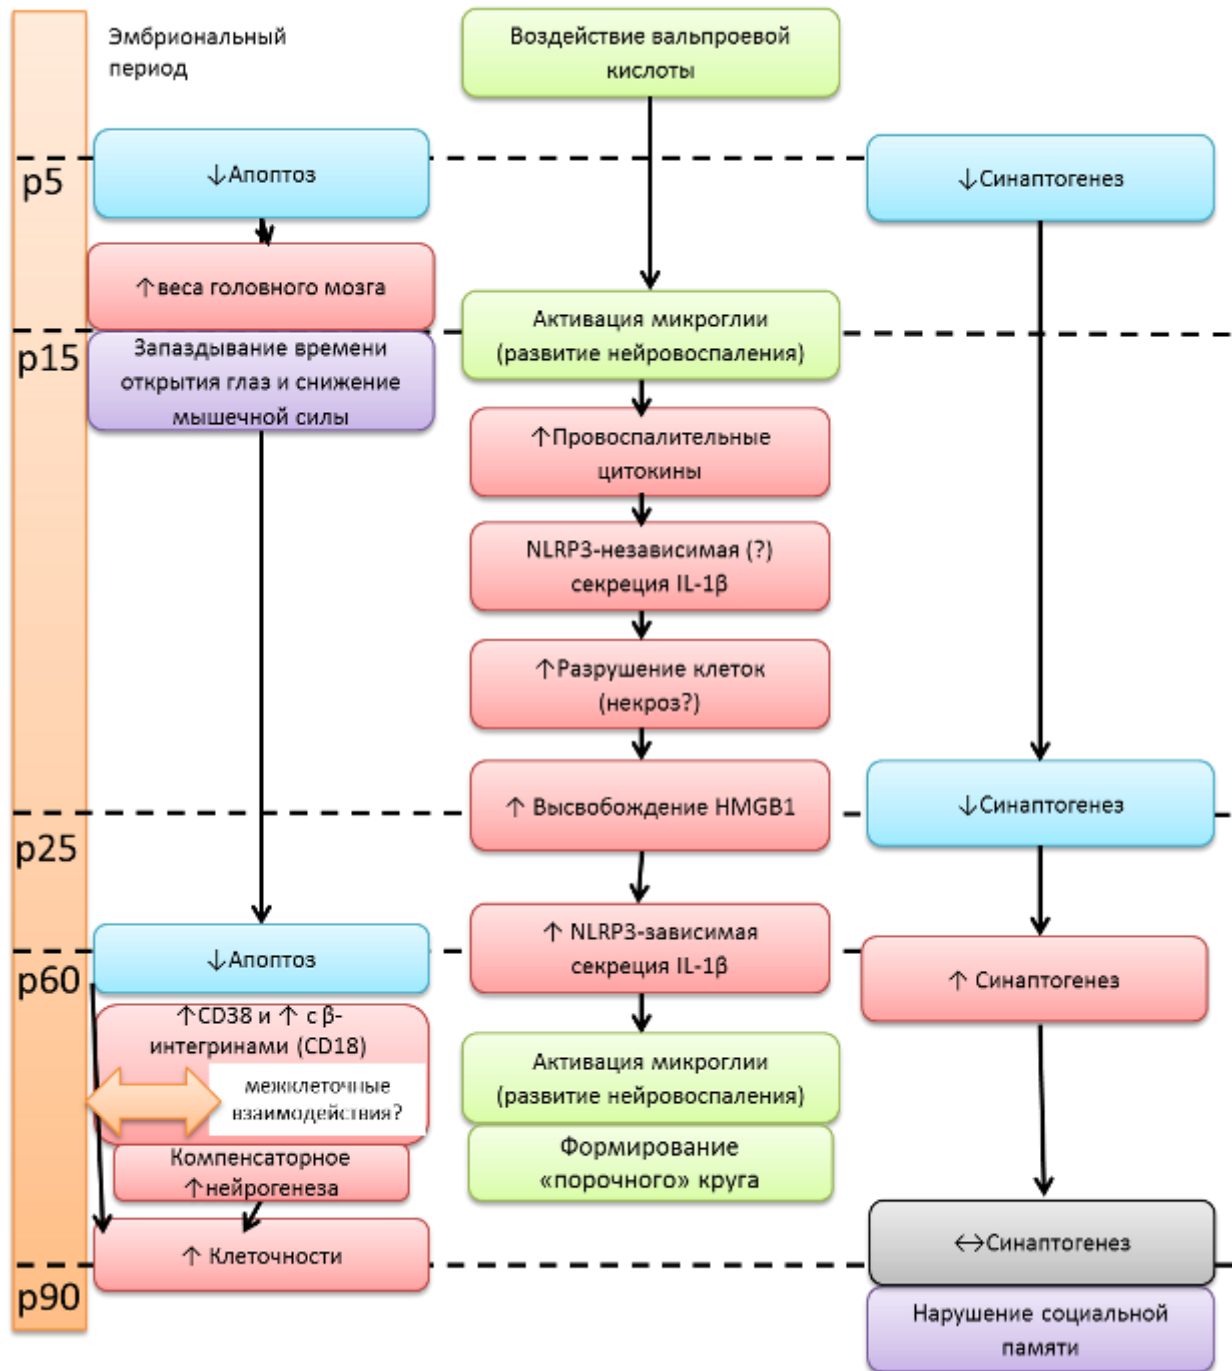 Эмбриональный
период
Воздействие вальпроевой
кислоты
p5
↓Апоптоз
↓Синаптогенез
↑веса головного мозга
p15
Запаздывание времени
открытия глаз и снижение
мышечной силы
Активация микроглии
(развитие нейровоспаления)
↑Провоспалительные
цитокины
NLRP3-независимая (?)
секреция IL-1β
↑Разрушение клеток
(некроз?)
↑ Высвобождение HMGB1
↓Синаптогенез
p25
↑ NLRP3-зависимая
секреция IL-1β
p60
↓Апоптоз
↑ Синаптогенез
↑CD38 и ↑ с β-
интегринами (CD18)
межклеточные
взаимодействия?
Активация микроглии
(развитие нейровоспаления)
Формирование
«порочного» круга
Компенсаторное
↑нейрогенеза
↑ Клеточности
↔Синаптогенез
p90
Нарушение социальной
памяти